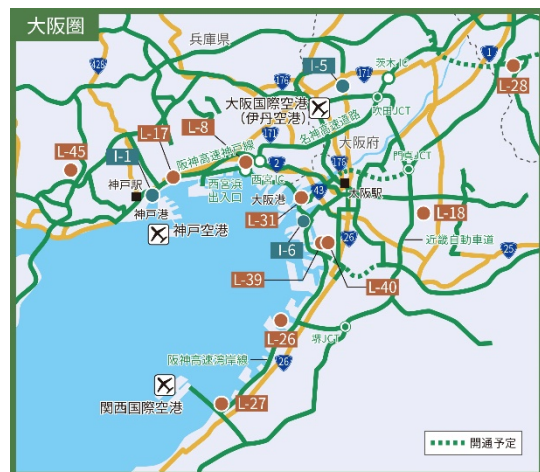 大阪圏
兵庫県
428
176
I-5
171
茨木IC
1
L-28
大阪国際空港
(伊丹空港)
吹田JCT
名神高速道路
L-17
L-8
171
大阪府
L-45
I-1
阪神高速神戸線
2
176
門真JCT
神戸駅
西宮浜
出入口
西宮IC
43
大阪駅
神戸港
大阪港
L-31
L-18
神戸空港
I-6
26
近畿自動車道
25
L-39
L-40
L-26
堺JCT
阪神高速湾岸線
26
関西国際空港
L-27
開通予定